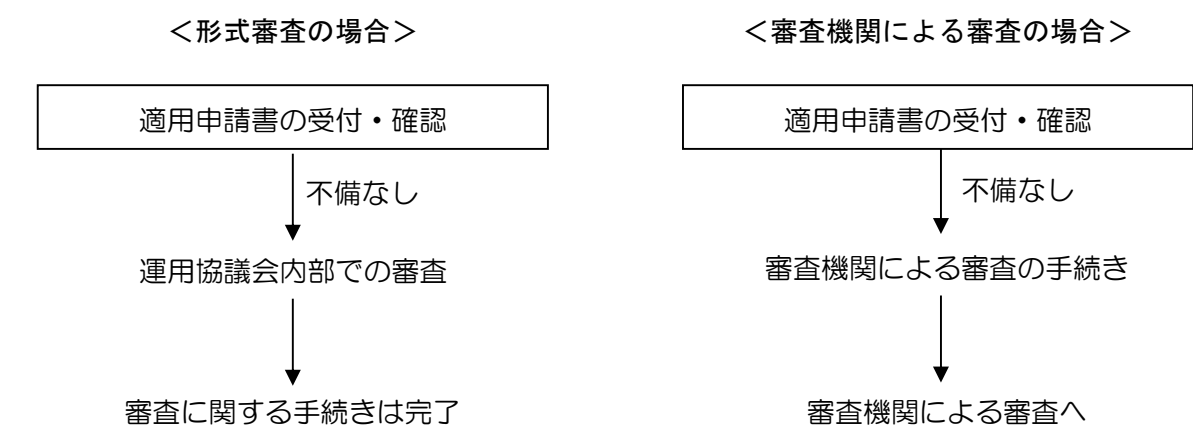 ＜形式審査の場合＞
適用申請書の受付・確認
不備なし
運用協議会内部での審査
審査に関する手続きは完了
＜審査機関による審査の場合＞
適用申請書の受付・確認
不備なし
審査機関による審査の手続き
審査機関による審査へ